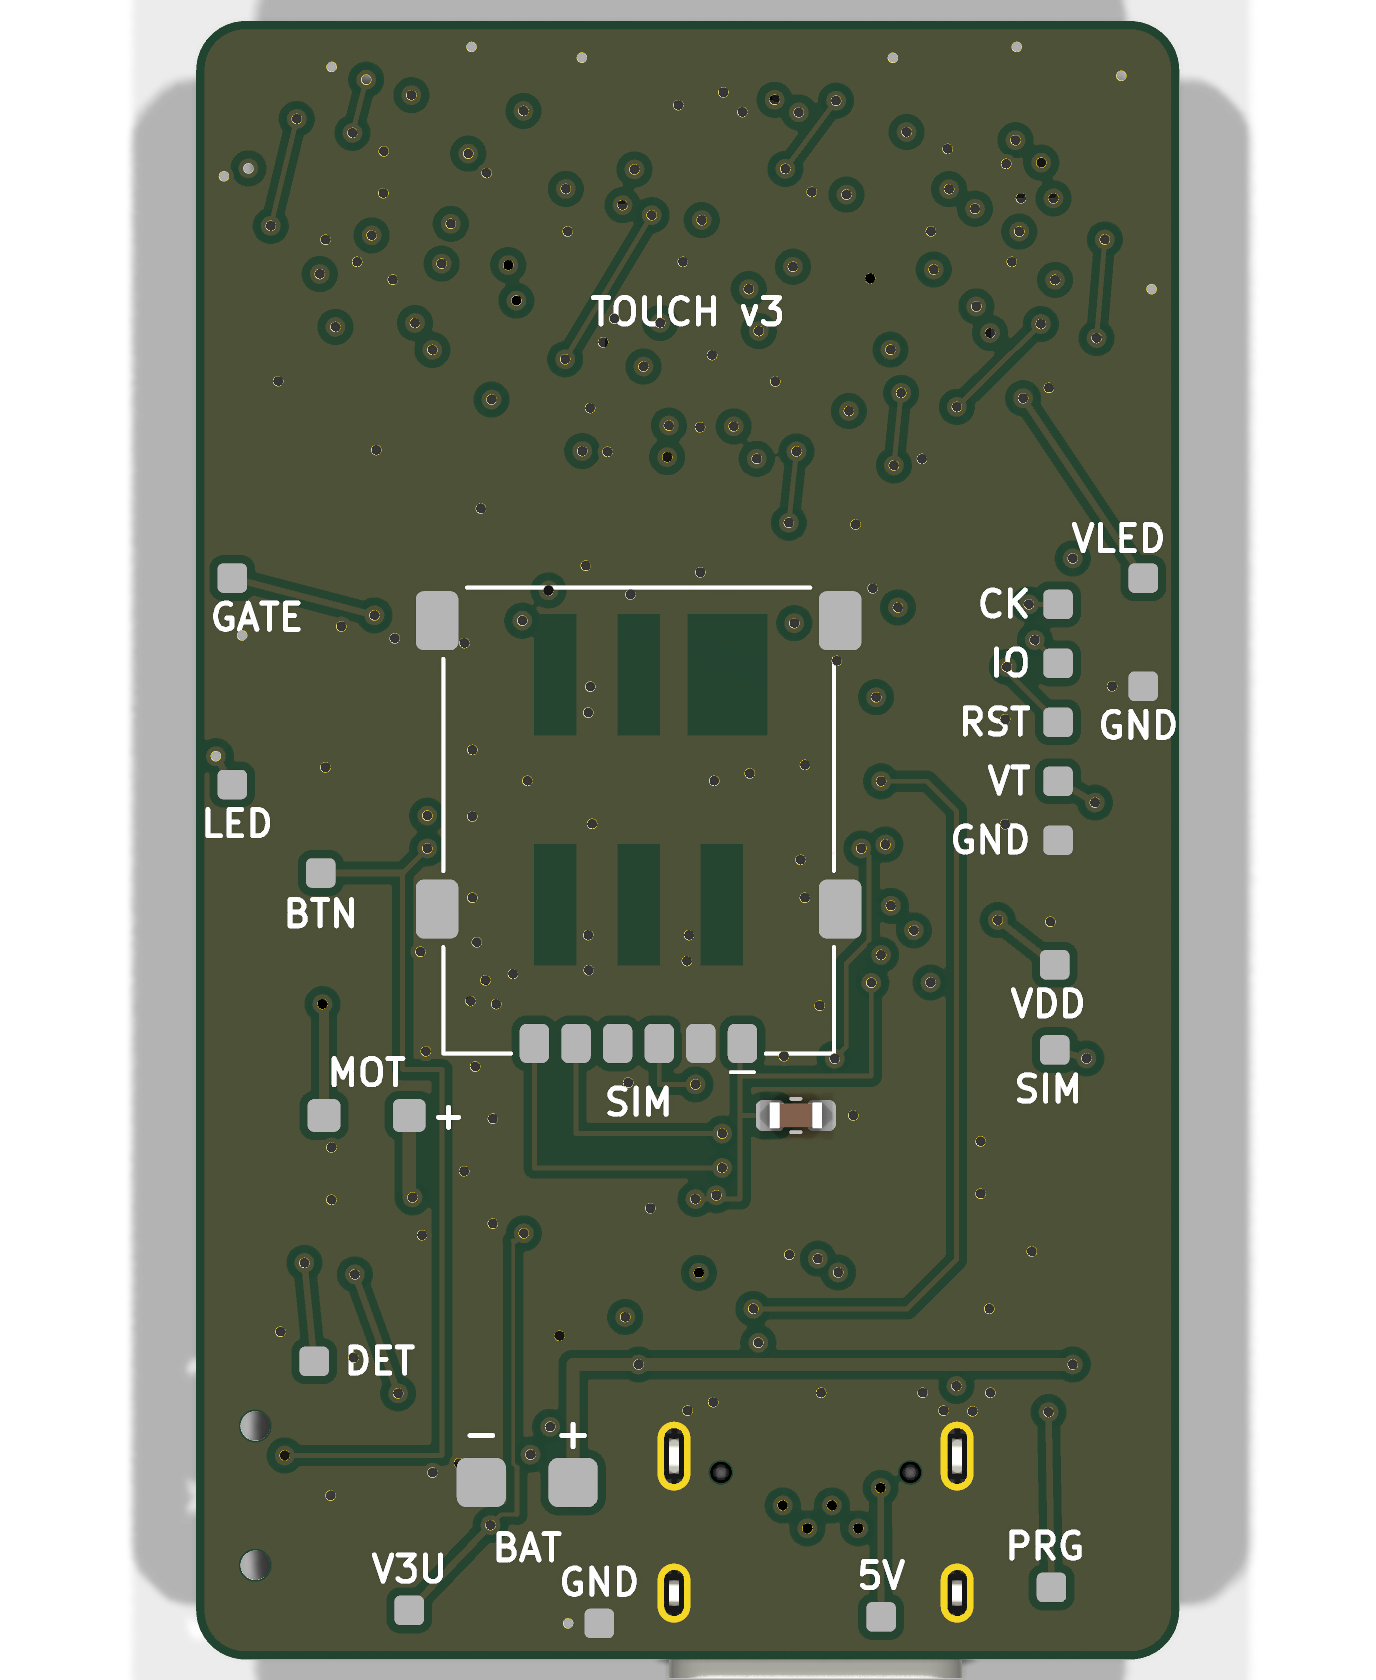 TOUCH v3
VLED
CK
GATE
IO
RST
GND
VT
LED
GND
BTN
VDD
MOT
SIM
SIM
+
DET
− +
BAT
PRG
V3U
5V
GND